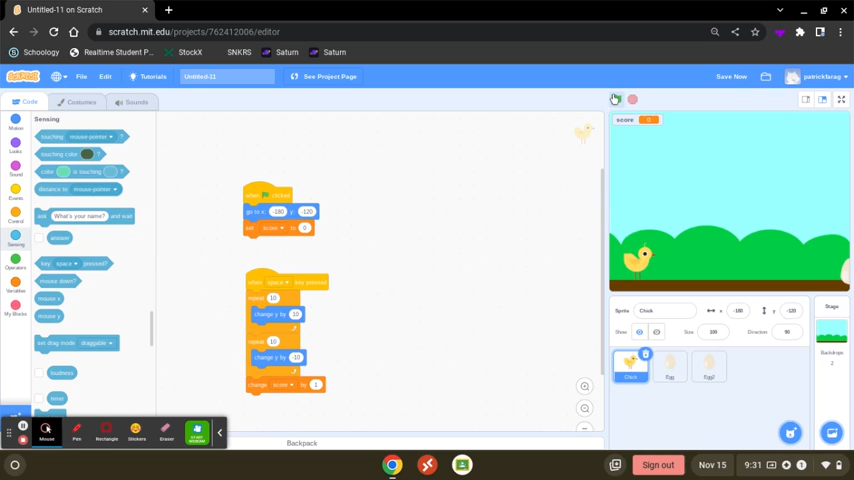 Untitled-11 on Scratch
scratch.mit.edu/projects/762412006/editor
Schoology
Realtime Student P...
StockX
SNKRS
Saturn
Saturn
SCRATCH
File
Edit
Tutorials
Untitled-11
See Project Page
Save Now
patrickfarag
Code
Costumes
Sounds
Motion
Looks
Sound
Events
Control
Sensing
Operators
Variables
My Blocks
Sensing
touching mouse-pointer ?
touching color ?
color is touching ?
distance to mouse-pointer
ask What's your name? and wait
answer
key space pressed?
mouse down?
mouse x
mouse y
set drag mode draggable
loudness
timer
when clicked
go to x: -180 y: -120
set score to 0
when space key pressed
repeat 10
change y by 10
repeat 10
change y by -10
change score by 1
score 0
Sprite Chick x -180 y -120
Show Size 100 Direction 90
Chick
Egg
Egg2
Stage
Backdrops
2
Backpack
Mouse
Pen
Rectangle
Stickers
Eraser
START WEBCAM
Sign out
Nov 15
9:31